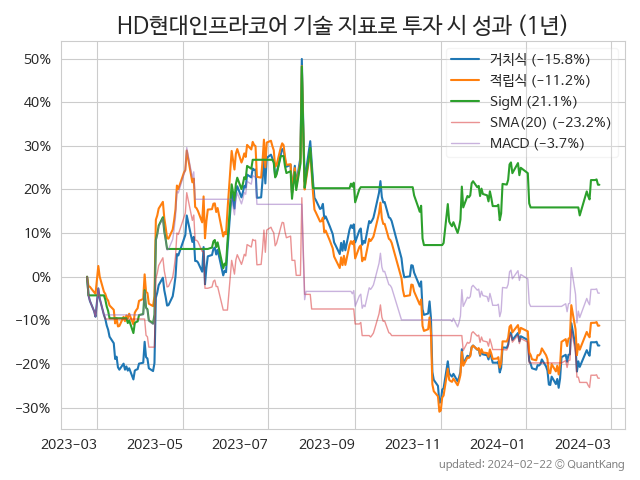 HD현대인프라코어 기술 지표로 투자 시 성과 (1년)
50%
40%
30%
20%
10%
0%
−10%
−20%
−30%
거치식 (−15.8%)
적립식 (−11.2%)
SigM (21.1%)
SMA(20) (−23.2%)
MACD (−3.7%)
2023−03
2023−05
2023−07
2023−09
2023−11
2024−01
2024−03
updated: 2024−02−22 © QuantKang